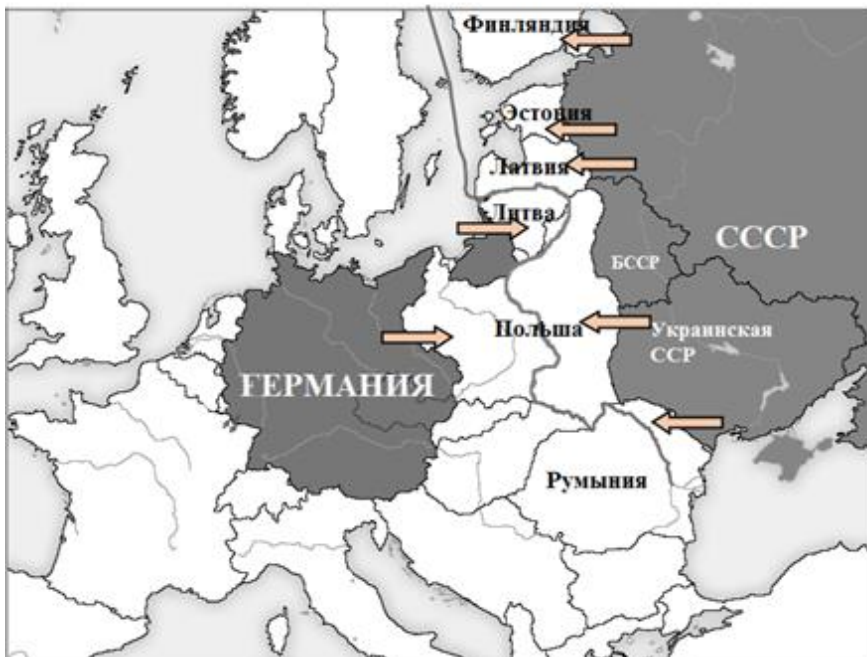 Финляндия
Эстония
Латвия
Литва
СССР
БССР
Польша
Украинская
ССР
ГЕРМАНИЯ
Румыния